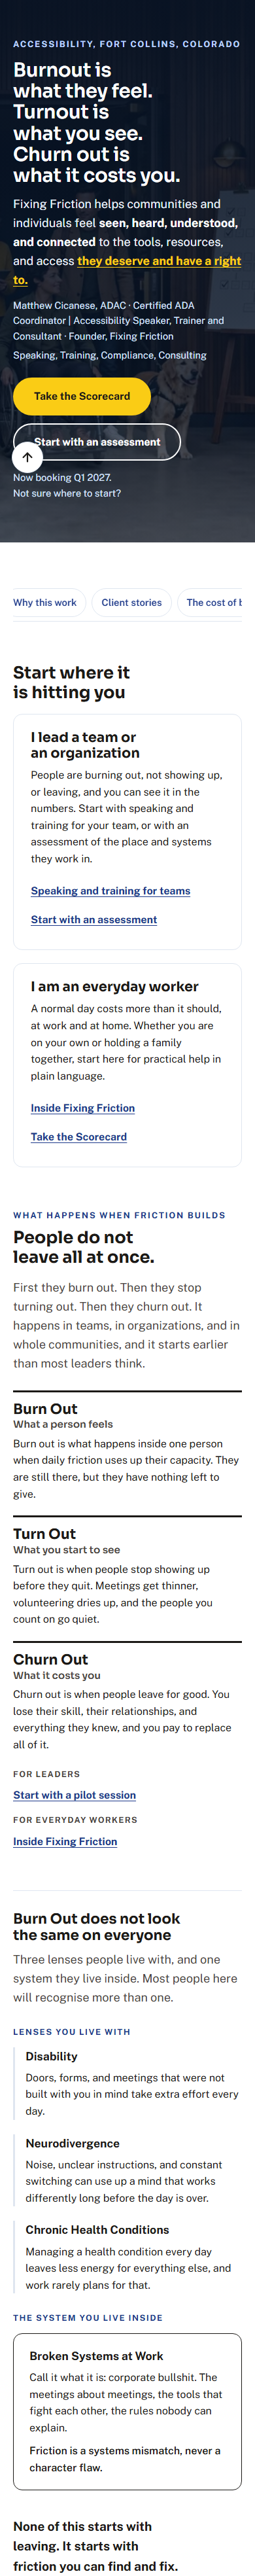 ACCESSIBILITY, FORT COLLINS, COLORADO
Burnout is
what they feel.
Turnout is
what you see.
Churn out is
what it costs you.
Fixing Friction helps communities and
individuals feel seen, heard, understood,
and connected to the tools, resources,
and access they deserve and have a right
to.
Matthew Cicanese, ADAC · Certified ADA
Coordinator | Accessibility Speaker, Trainer and
Consultant · Founder, Fixing Friction
Speaking, Training, Compliance, Consulting
Take the Scorecard
Start with an assessment
Now booking Q1 2027.
Not sure where to start?
Why this work
Client stories
The cost of b
Start where it
is hitting you
I lead a team or
an organization
People are burning out, not showing up,
or leaving, and you can see it in the
numbers. Start with speaking and
training for your team, or with an
assessment of the place and systems
they work in.
Speaking and training for teams
Start with an assessment
I am an everyday worker
A normal day costs more than it should,
at work and at home. Whether you are
on your own or holding a family
together, start here for practical help in
plain language.
Inside Fixing Friction
Take the Scorecard
WHAT HAPPENS WHEN FRICTION BUILDS
People do not
leave all at once.
First they burn out. Then they stop
turning out. Then they churn out. It
happens in teams, in organizations, and in
whole communities, and it starts earlier
than most leaders think.
Burn Out
What a person feels
Burn out is what happens inside one person
when daily friction uses up their capacity. They
are still there, but they have nothing left to
give.
Turn Out
What you start to see
Turn out is when people stop showing up
before they quit. Meetings get thinner,
volunteering dries up, and the people you
count on go quiet.
Churn Out
What it costs you
Churn out is when people leave for good. You
lose their skill, their relationships, and
everything they knew, and you pay to replace
all of it.
FOR LEADERS
Start with a pilot session
FOR EVERYDAY WORKERS
Inside Fixing Friction
Burn Out does not look
the same on everyone
Three lenses people live with, and one
system they live inside. Most people here
will recognise more than one.
LENSES YOU LIVE WITH
Disability
Doors, forms, and meetings that were not
built with you in mind take extra effort every
day.
Neurodivergence
Noise, unclear instructions, and constant
switching can use up a mind that works
differently long before the day is over.
Chronic Health Conditions
Managing a health condition every day
leaves less energy for everything else, and
work rarely plans for that.
THE SYSTEM YOU LIVE INSIDE
Broken Systems at Work
Call it what it is: corporate bullshit. The
meetings about meetings, the tools that
fight each other, the rules nobody can
explain.
Friction is a systems mismatch, never a
character flaw.
None of this starts with
leaving. It starts with
friction you can find and fix.